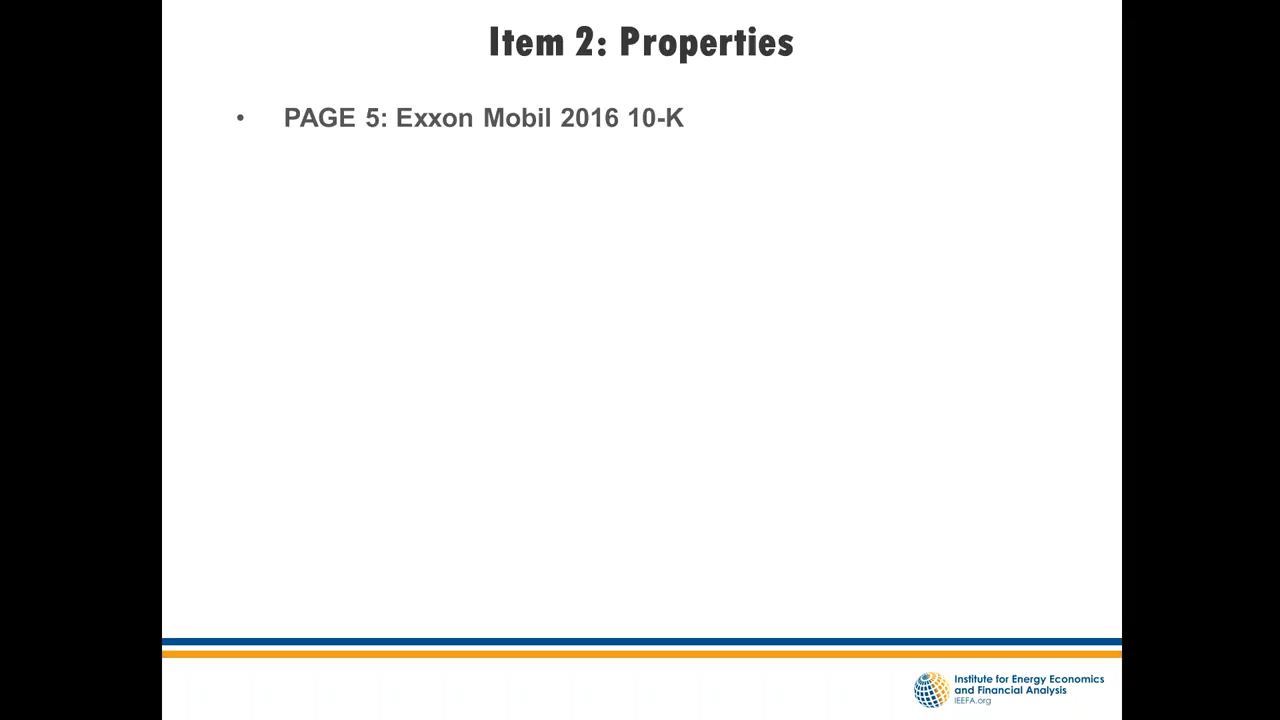 Item 2: Properties
• PAGE 5: Exxon Mobil 2016 10-K
Institute for Energy Economics
and Financial Analysis
IEEFA.org